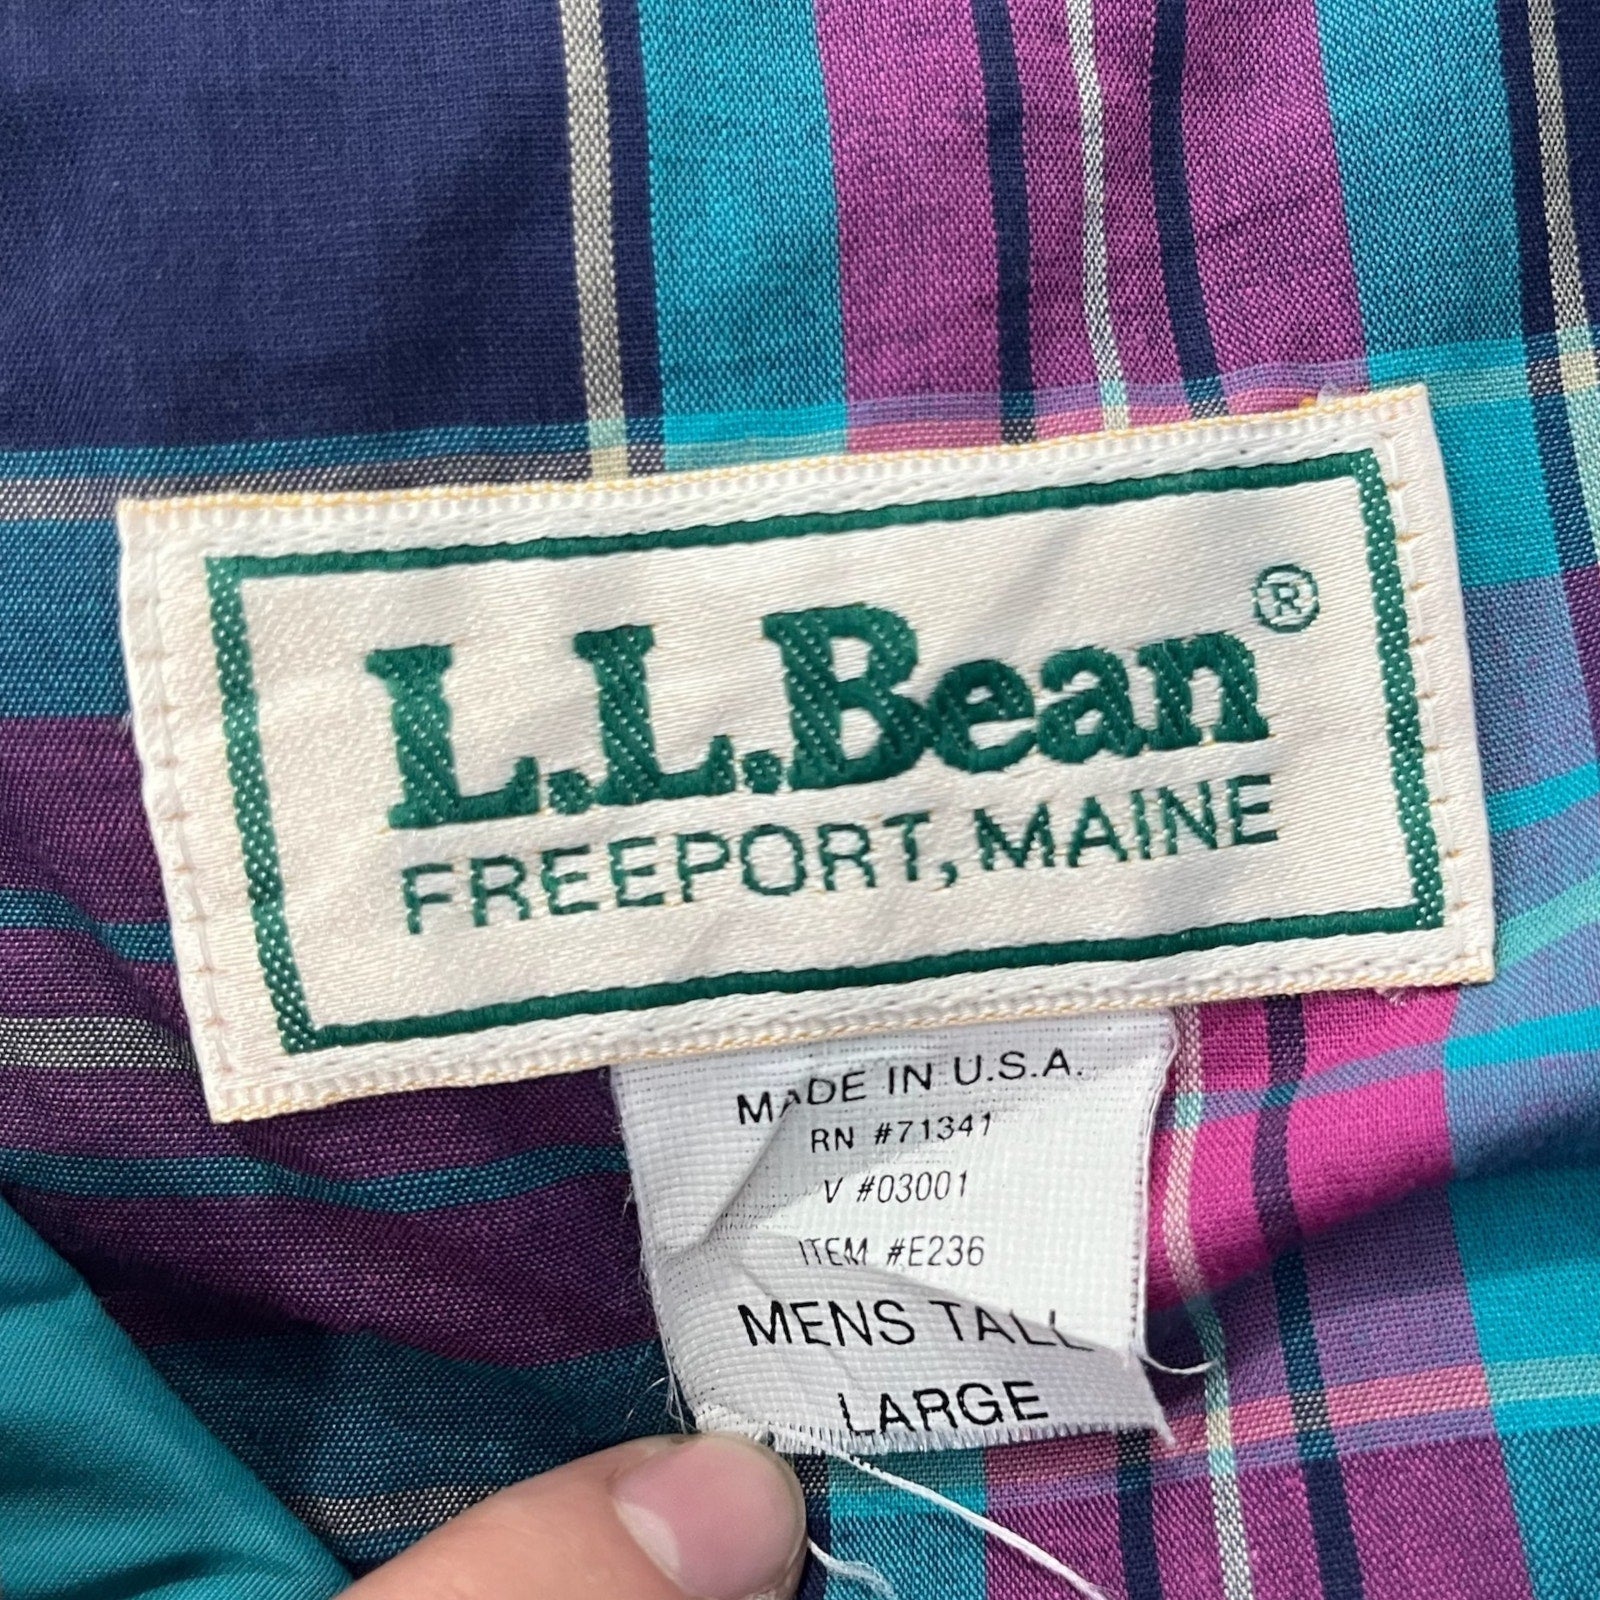 L.L.Bean®
FREEPORT, MAINE
MADE IN U.S.A.
RN #71341
V #03001
ITEM #E236
MENS TALL
LARGE